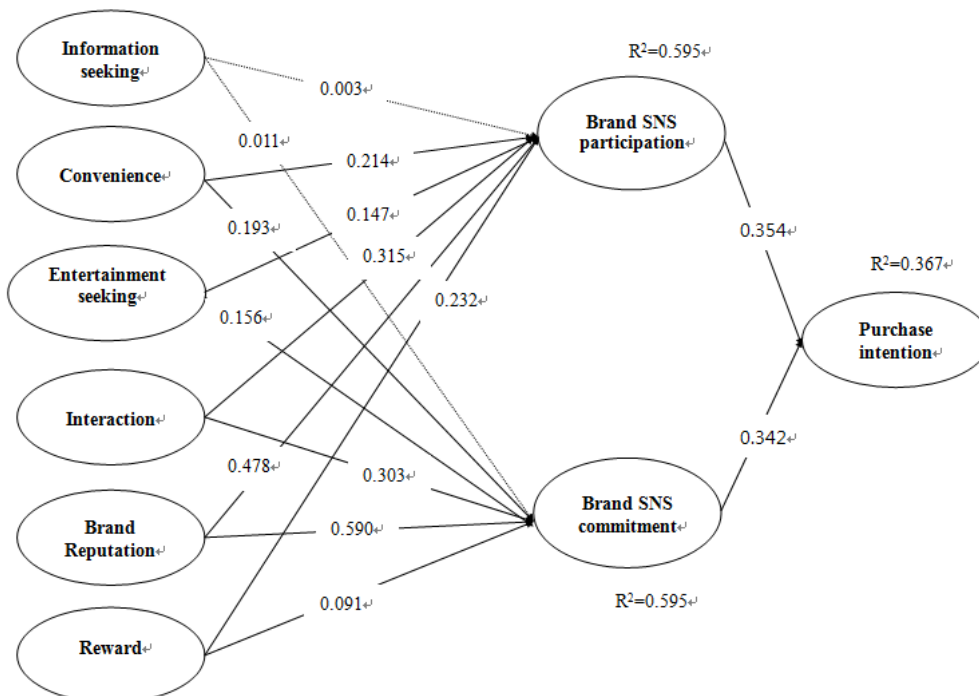 Information
seeking
Convenience
Entertainment
seeking
Interaction
Brand
Reputation
Reward
0.003
0.011
0.214
0.147
0.193
0.315
0.232
0.156
0.478
0.303
0.590
0.091
R²=0.595
Brand SNS
participation
0.354
R²=0.367
Purchase
intention
0.342
Brand SNS
commitment
R²=0.595